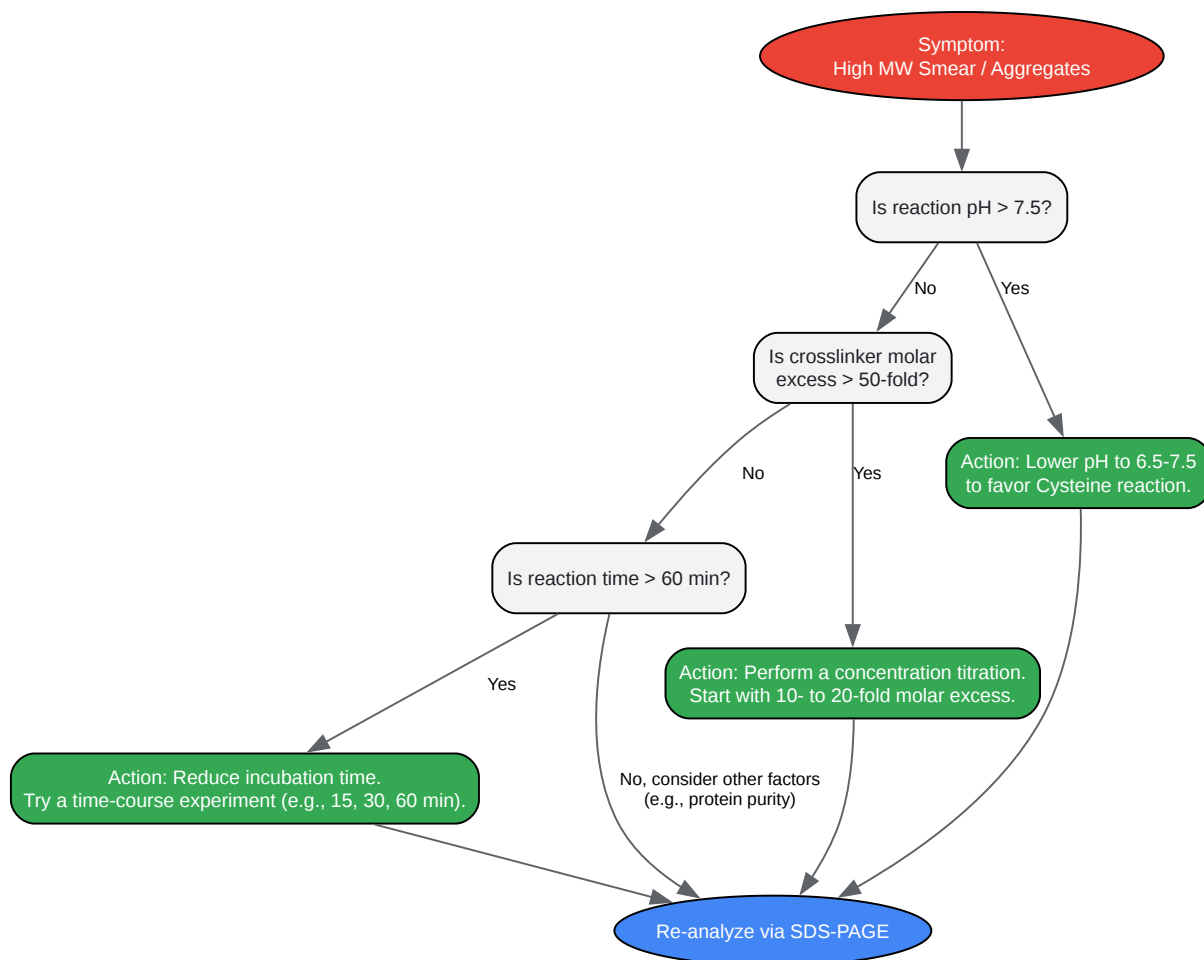 Symptom:
High MW Smear / Aggregates
Is reaction pH > 7.5?
No
Yes
Is crosslinker molar
excess > 50-fold?
Action: Lower pH to 6.5-7.5
to favor Cysteine reaction.
No
Yes
Is reaction time > 60 min?
Action: Perform a concentration titration.
Start with 10- to 20-fold molar excess.
Yes
Action: Reduce incubation time.
Try a time-course experiment (e.g., 15, 30, 60 min).
No, consider other factors
(e.g., protein purity)
Re-analyze via SDS-PAGE